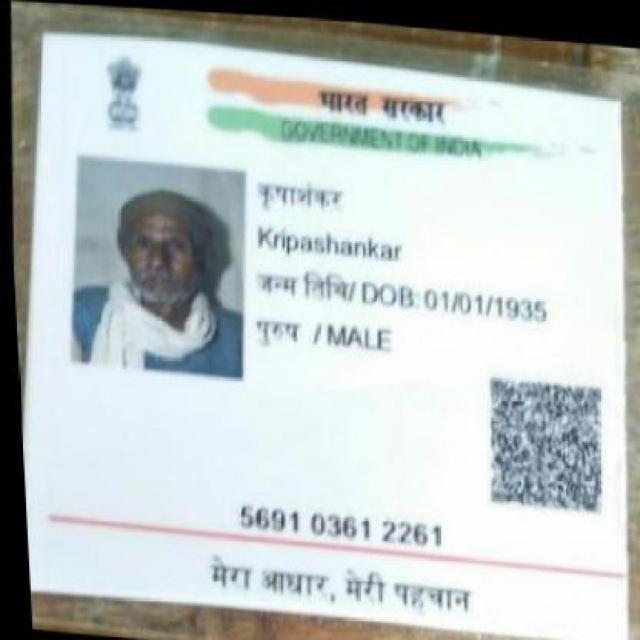 भारत सरकार
GOVERNMENT OF INDIA
कृपाशंकर
Kripashankar
जन्म तिथि/ DOB: 01/01/1935
पुरुष / MALE
5691 0361 2261
मेरा आधार, मेरी पहचान